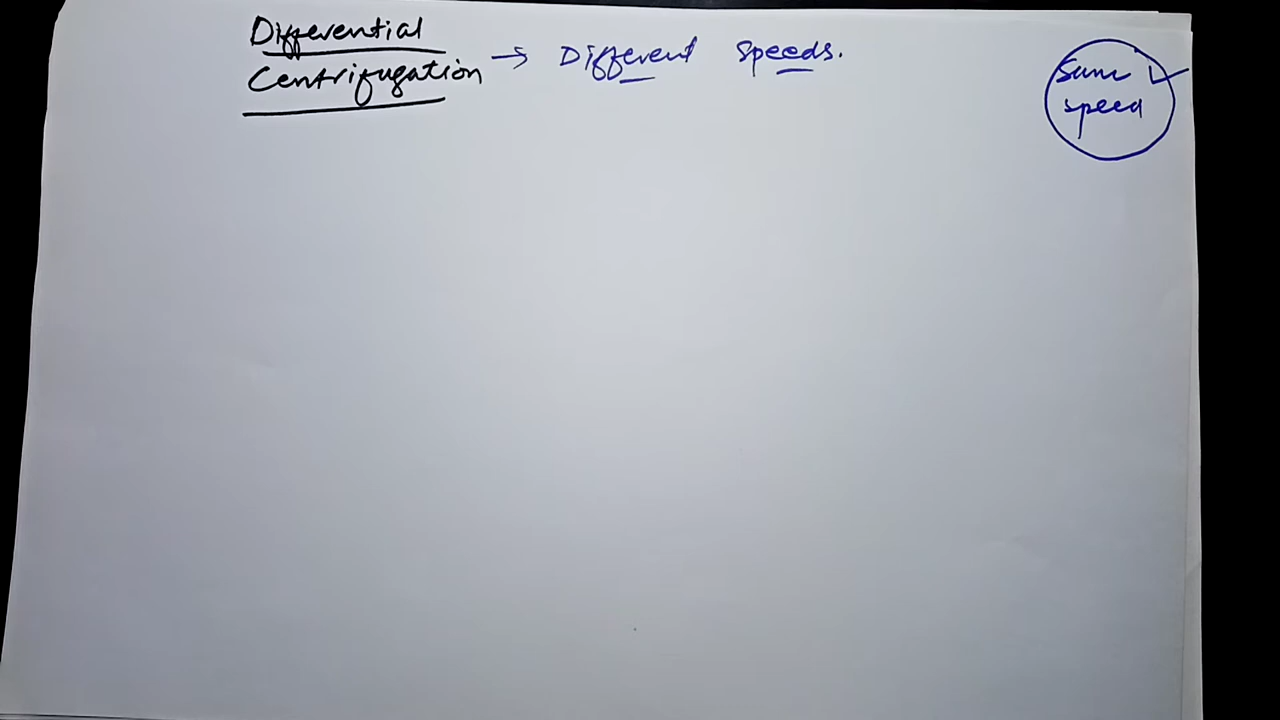 Differential
Centrifugation → Different Speeds.
Same ✓
speed